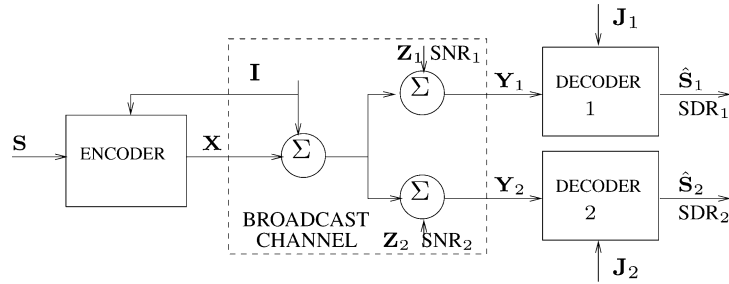 J₁
I
Z₁ SNR₁
Σ
Y₁
DECODER
1
Ŝ₁
SDR₁
S
ENCODER
X
Σ
Σ
Y₂
DECODER
2
Ŝ₂
SDR₂
BROADCAST
CHANNEL
Z₂ SNR₂
J₂